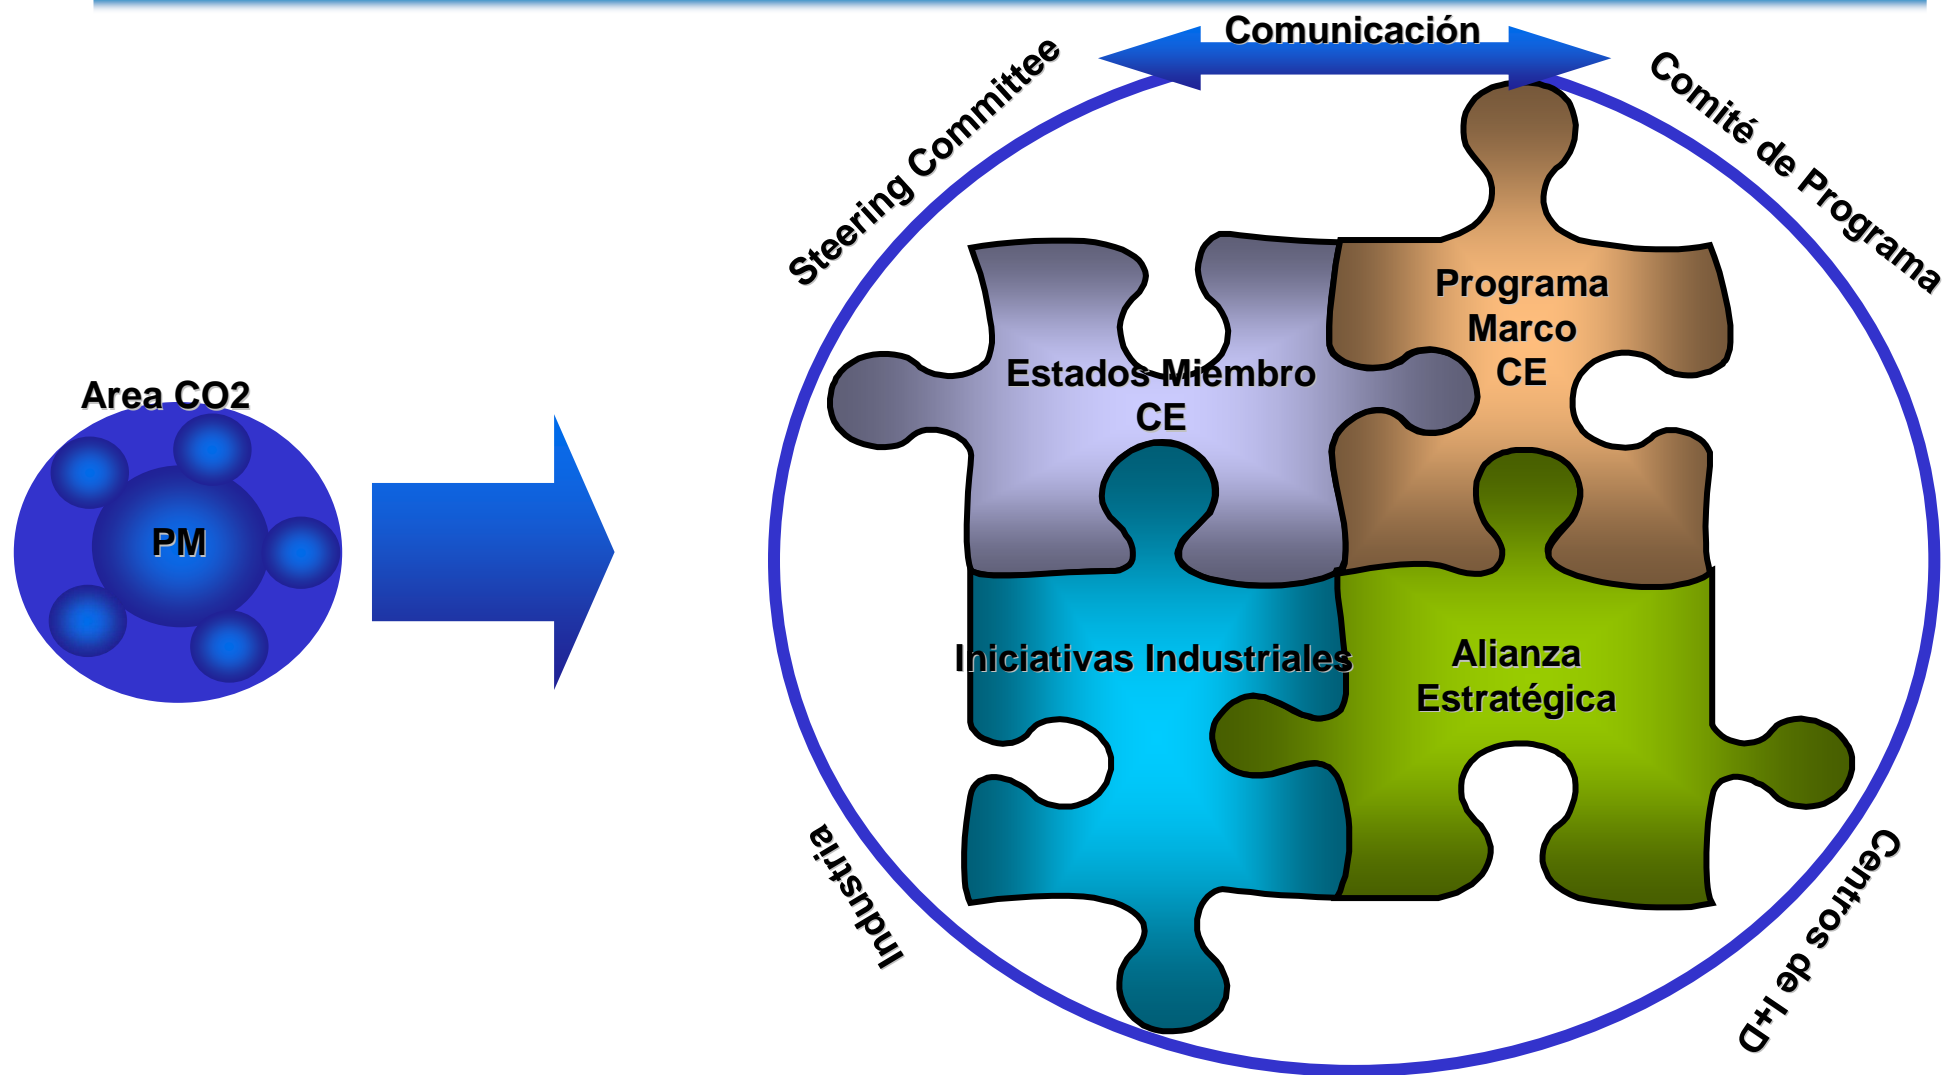 Comunicación
Steering Committee
Comité de Programa
Programa
Marco
CE
Estados Miembro
CE
Area CO2
PM
Iniciativas Industriales
Alianza
Estratégica
Industria
Centros de I+D